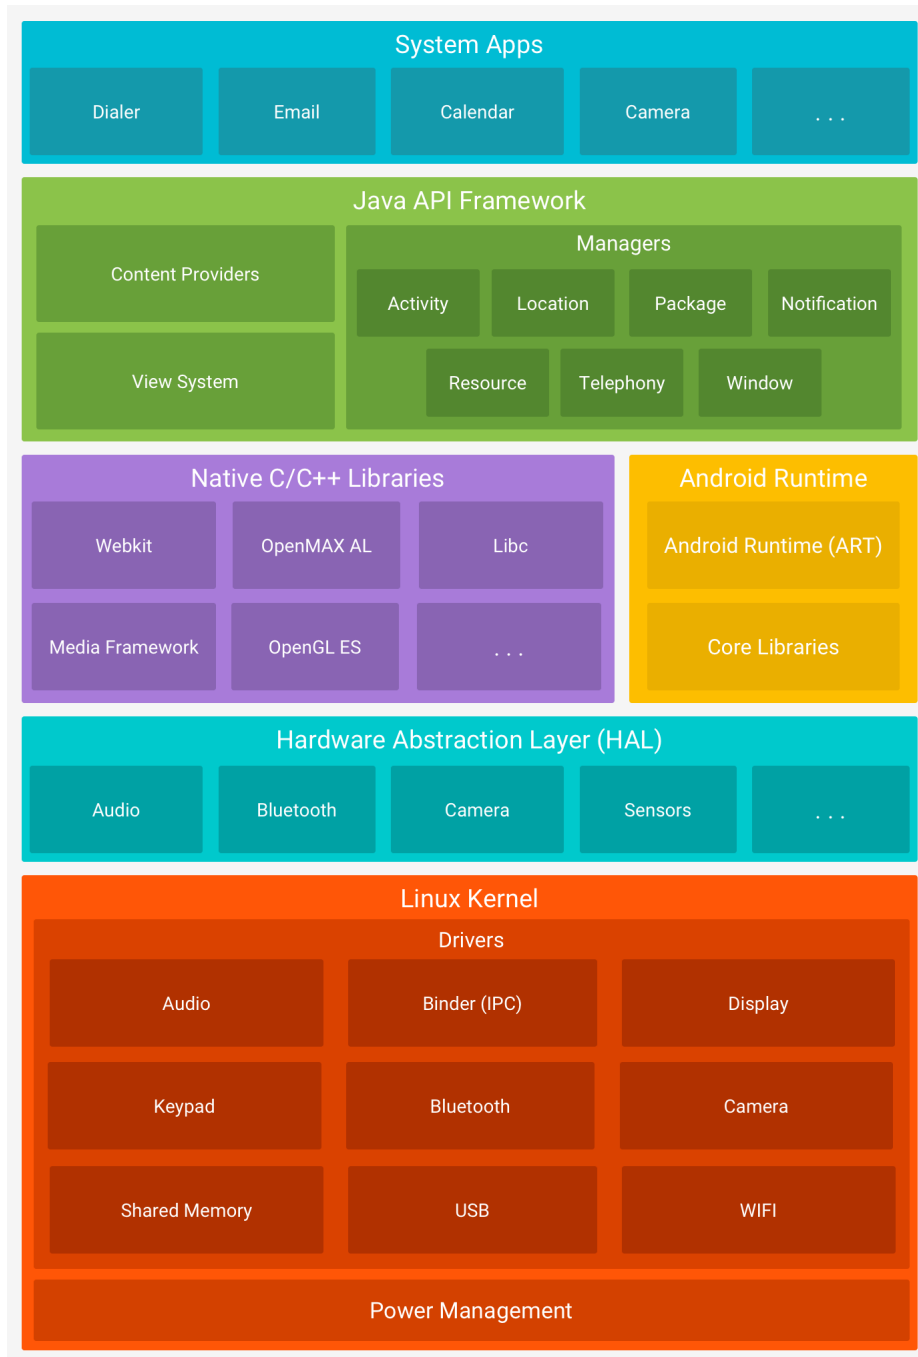 System Apps
Dialer
Email
Calendar
Camera
. . .
Java API Framework
Content Providers
View System
Managers
Activity
Location
Package
Notification
Resource
Telephony
Window
Native C/C++ Libraries
Webkit
OpenMAX AL
Libc
Media Framework
OpenGL ES
. . .
Android Runtime
Android Runtime (ART)
Core Libraries
Hardware Abstraction Layer (HAL)
Audio
Bluetooth
Camera
Sensors
. . .
Linux Kernel
Drivers
Audio
Binder (IPC)
Display
Keypad
Bluetooth
Camera
Shared Memory
USB
WIFI
Power Management